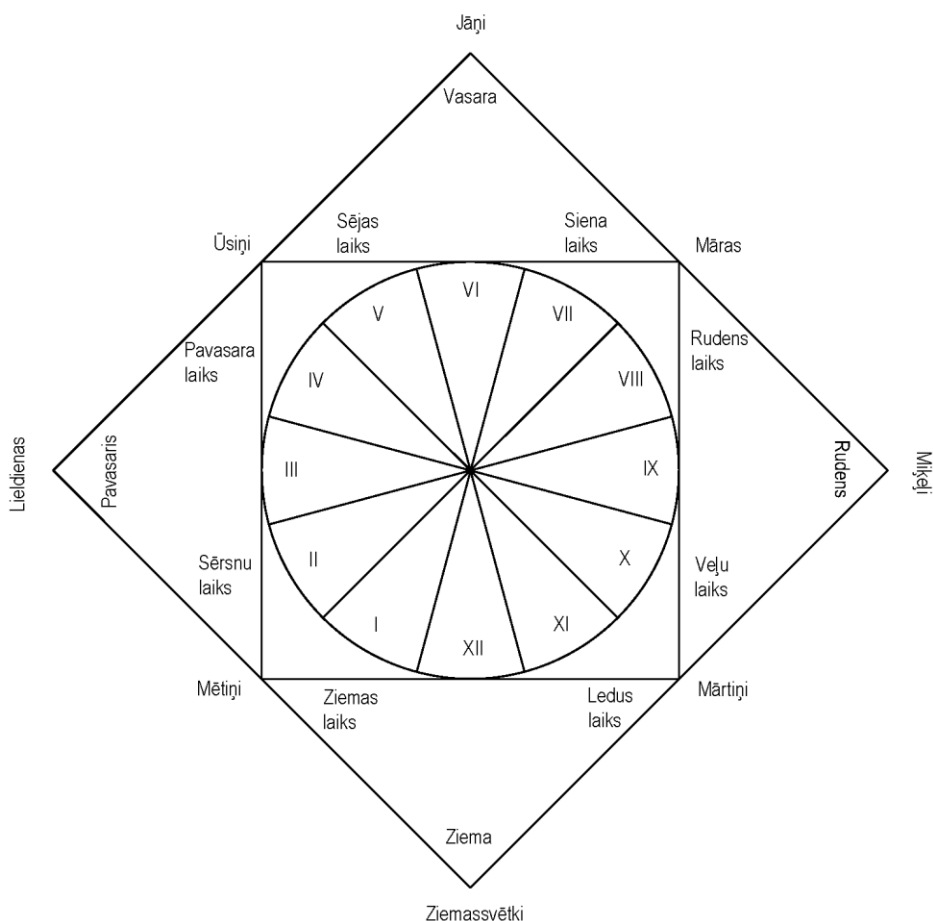 Jāņi
Vasara
Sējas
laiks
Siena
laiks
Ūsiņi
Māras
VI
V
VII
Pavasara
laiks
Rudens
laiks
IV
VIII
Lieldienas
Pavasaris
III
IX
Rudens
Miķeļi
Sērsnu
laiks
II
X
Veļu
laiks
I
XII
XI
Mētiņi
Ziemas
laiks
Ledus
laiks
Mārtiņi
Ziema
Ziemassvētki